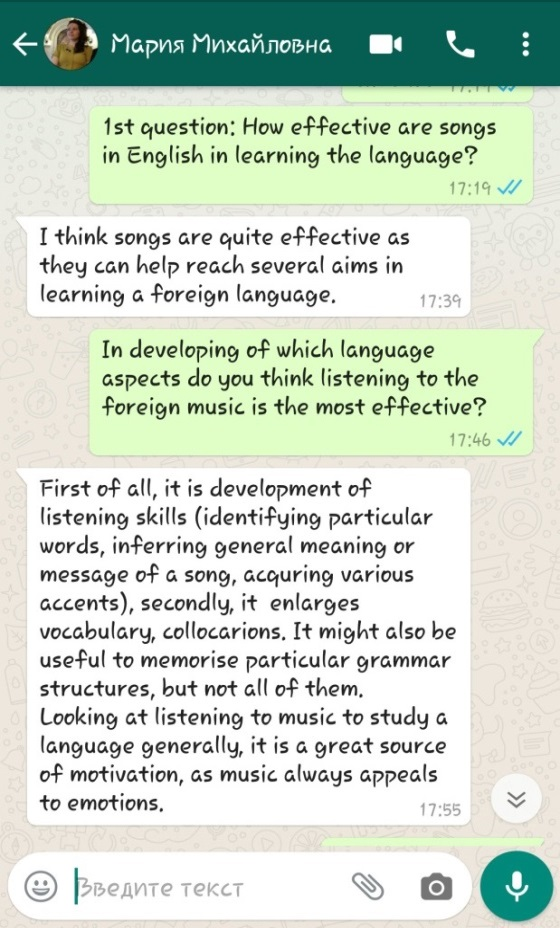 Мария Михайловна
1st question: How effective are songs
in English in learning the language?
17:19
I think songs are quite effective as
they can help reach several aims in
learning a foreign language.
17:39
In developing of which language
aspects do you think listening to the
foreign music is the most effective?
17:46
First of all, it is development of
listening skills (identifying particular
words, inferring general meaning or
message of a song, acquring various
accents), secondly, it enlarges
vocabulary, collocarions. It might also be
useful to memorise particular grammar
structures, but not all of them.
Looking at listening to music to study a
language generally, it is a great source
of motivation, as music always appeals
to emotions.
17:55
Введите текст